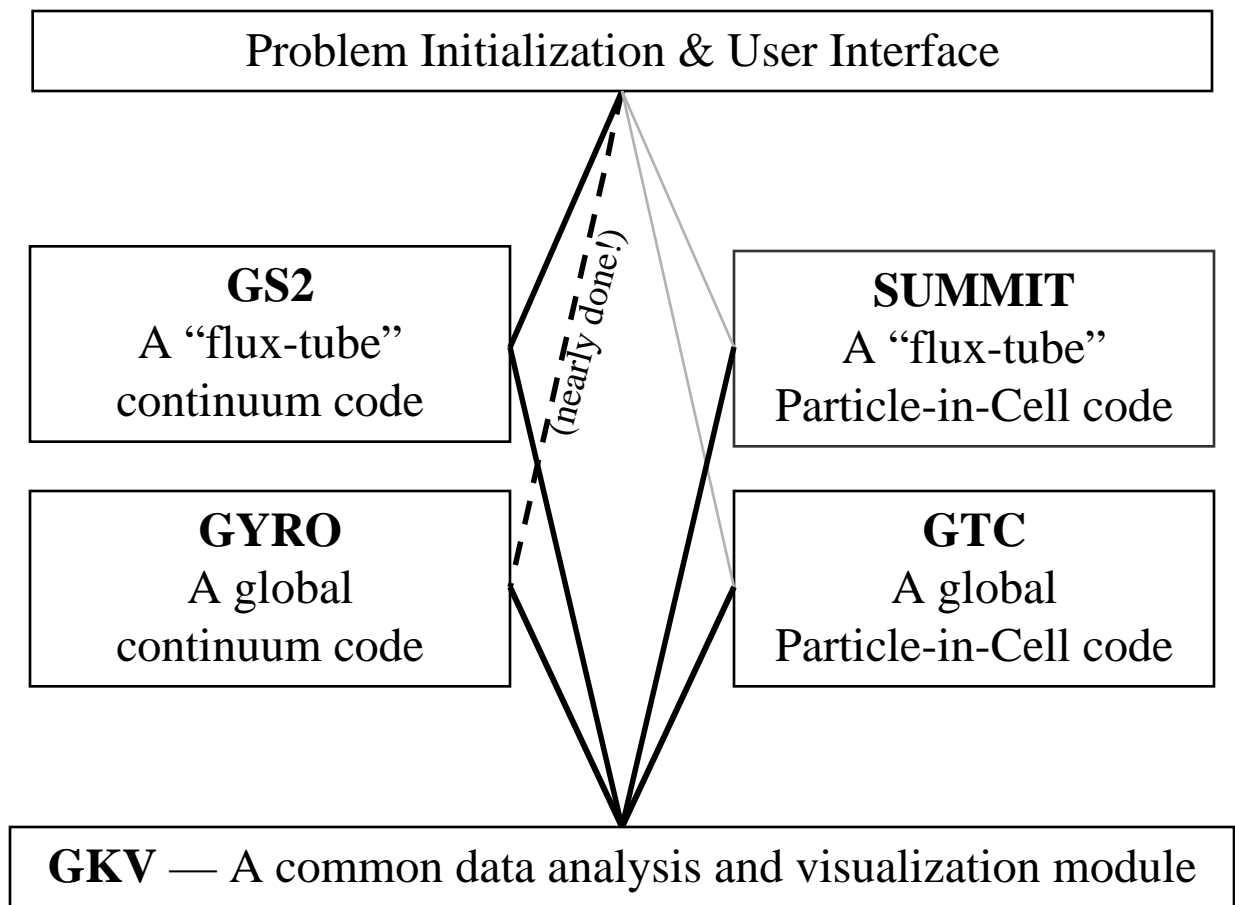 Problem Initialization & User Interface
GS2
A “flux-tube”
continuum code
(nearly done!)
SUMMIT
A “flux-tube”
Particle-in-Cell code
GYRO
A global
continuum code
GTC
A global
Particle-in-Cell code
GKV — A common data analysis and visualization module